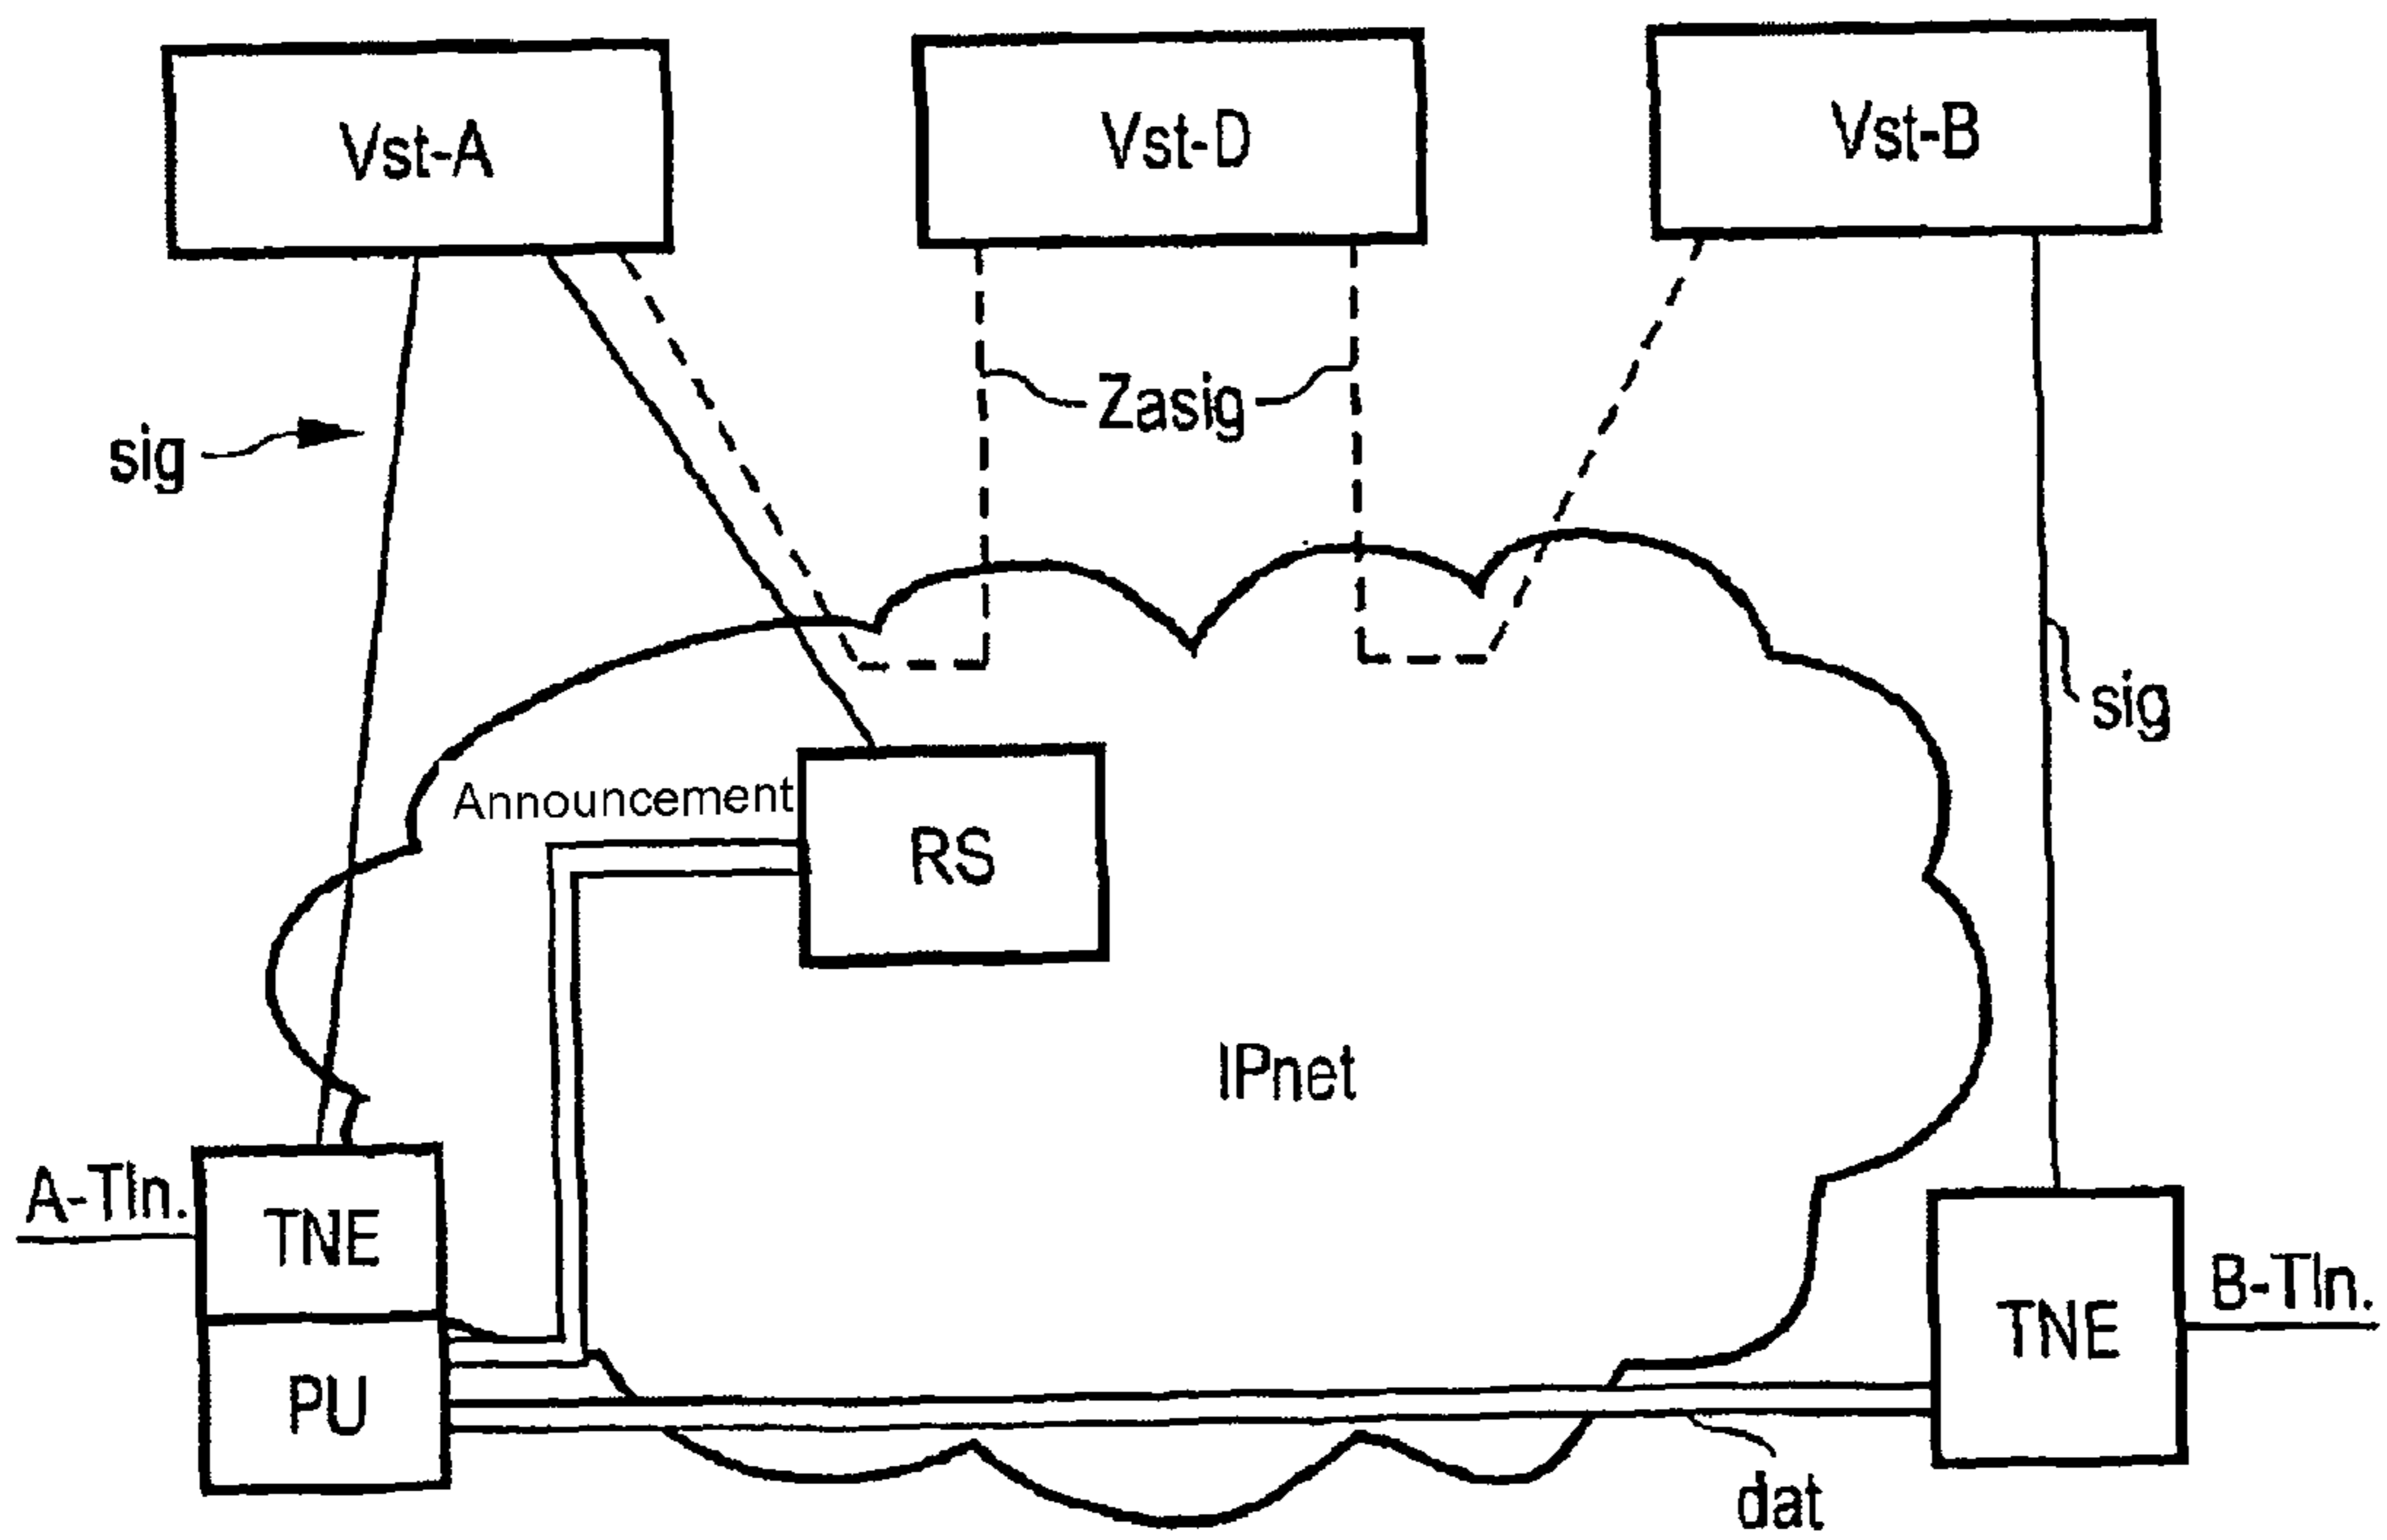 Vst-A
Vst-D
Vst-B
Zasig
sig
sig
Announcement
RS
IPnet
A-Tln.
TNE
B-Tln.
TNE
PU
dat